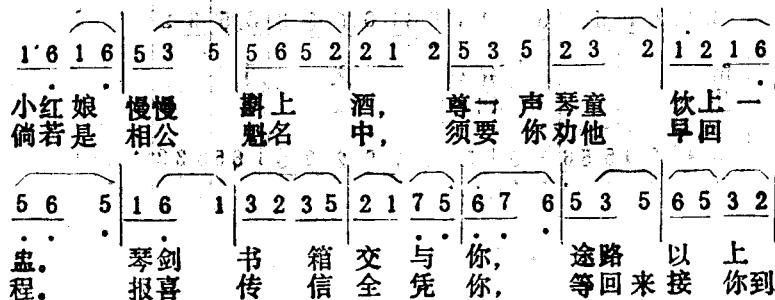 1 6 1 6 | 5 3 5 | 5 6 5 2 | 2 1 2 | 5 3 5 | 2 3 2 | 1 2 1 6 |
小红娘 慢慢 斟上 酒, 尊一 声琴童 饮上一
倘若是 相公 魁名 中, 须要 你劝他 早回
5 6 5 | 1 6 1 | 3 2 3 5 | 2 1 7 5 | 6 7 6 | 5 3 5 | 6 5 3 2 |
盅。 琴剑 书 箱 交 与 你, 途路 以 上
程。 报喜 传 信 全 凭 你, 等回 来接 你到